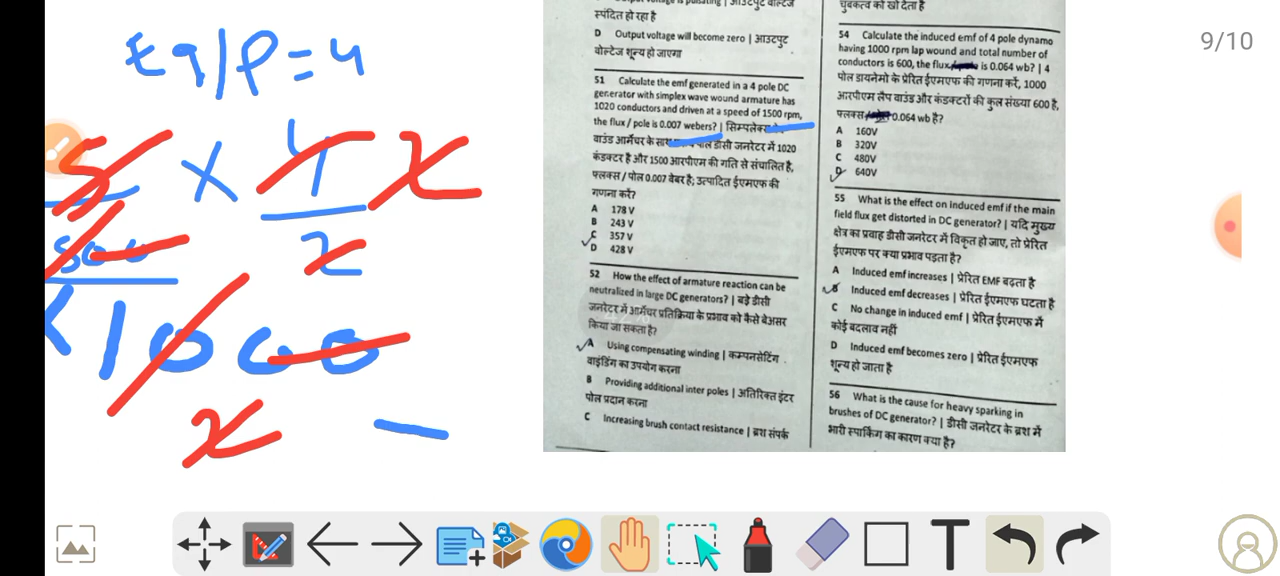 Eq/P=4
5 × 4 2
2
500
×1000
2
9/10
स्पंदित हो रहा है
D Output voltage will become zero | आउटपुट
वोल्टेज शून्य हो जाएगा
51 Calculate the emf generated in a 4 pole DC
generator with simplex wave wound armature has
1020 conductors and driven at a speed of 1500 rpm,
the flux / pole is 0.007 webers? | सिम्पलेक्स
वाउंड आर्मेचर के साथ पोल डीसी जनरेटर में 1020
कंडक्टर है और 1500 आरपीएम की गति से संचालित है,
फ्लक्स / पोल 0.007 वेबर है; उत्पादित ईएमएफ की
गणना करें?
A 178 V
B 243 V
C 357 V
D 428 V
52 How the effect of armature reaction can be
neutralized in large DC generators? | बड़े डीसी
जनरेटर में आर्मेचर प्रतिक्रिया के प्रभाव को कैसे बेअसर
किया जा सकता है?
A Using compensating winding | कम्पनसेटिंग
वाइंडिंग का उपयोग करना
B Providing additional inter poles | अतिरिक्त इंटर
पोल प्रदान करना
C Increasing brush contact resistance | ब्रश संपर्क
चुंबकत्व को खो देता है
54 Calculate the induced emf of 4 pole dynamo
having 1000 rpm lap wound and total number of
conductors is 600, the flux is 0.064 wb? | 4
पोल डायनेमो के प्रेरित ईएमएफ की गणना करें, 1000
आरपीएम लैप वाउंड और कंडक्टरों की कुल संख्या 600 है,
फ्लक्स 0.064 wb है?
A 160V
B 320V
C 480V
D 640V
55 What is the effect on induced emf if the main
field flux get distorted in DC generator? | यदि मुख्य
क्षेत्र का प्रवाह डीसी जनरेटर में विकृत हो जाए, तो प्रेरित
ईएमएफ पर क्या प्रभाव पड़ता है?
A Induced emf increases | प्रेरित EMF बढ़ता है
B Induced emf decreases | प्रेरित ईएमएफ घटता है
C No change in induced emf | प्रेरित ईएमएफ में
कोई बदलाव नहीं
D Induced emf becomes zero | प्रेरित ईएमएफ
शून्य हो जाता है
56 What is the cause for heavy sparking in
brushes of DC generator? | डीसी जनरेटर के ब्रश में
भारी स्पार्किंग का कारण क्या है?